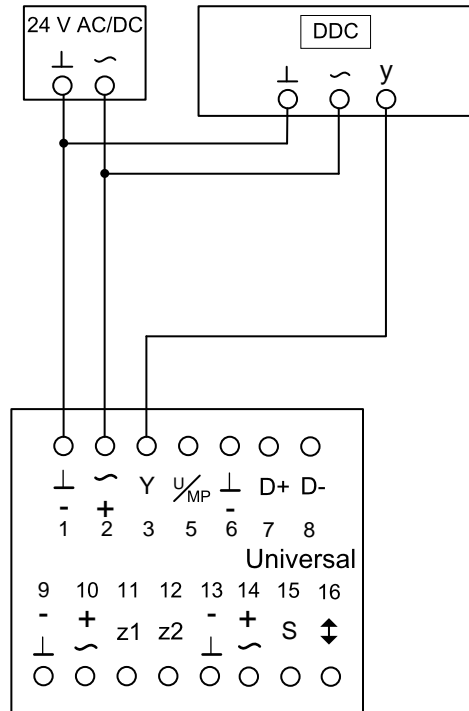 24 V AC/DC
DDC
⊥ ~ y
⊥ ~ Y U/MP ⊥ D+ D-
- + -
1 2 3 5 6 7 8
Universal
9 10 11 12 13 14 15 16
- + z1 z2 - + S ↕
⊥ ~ ⊥ ~